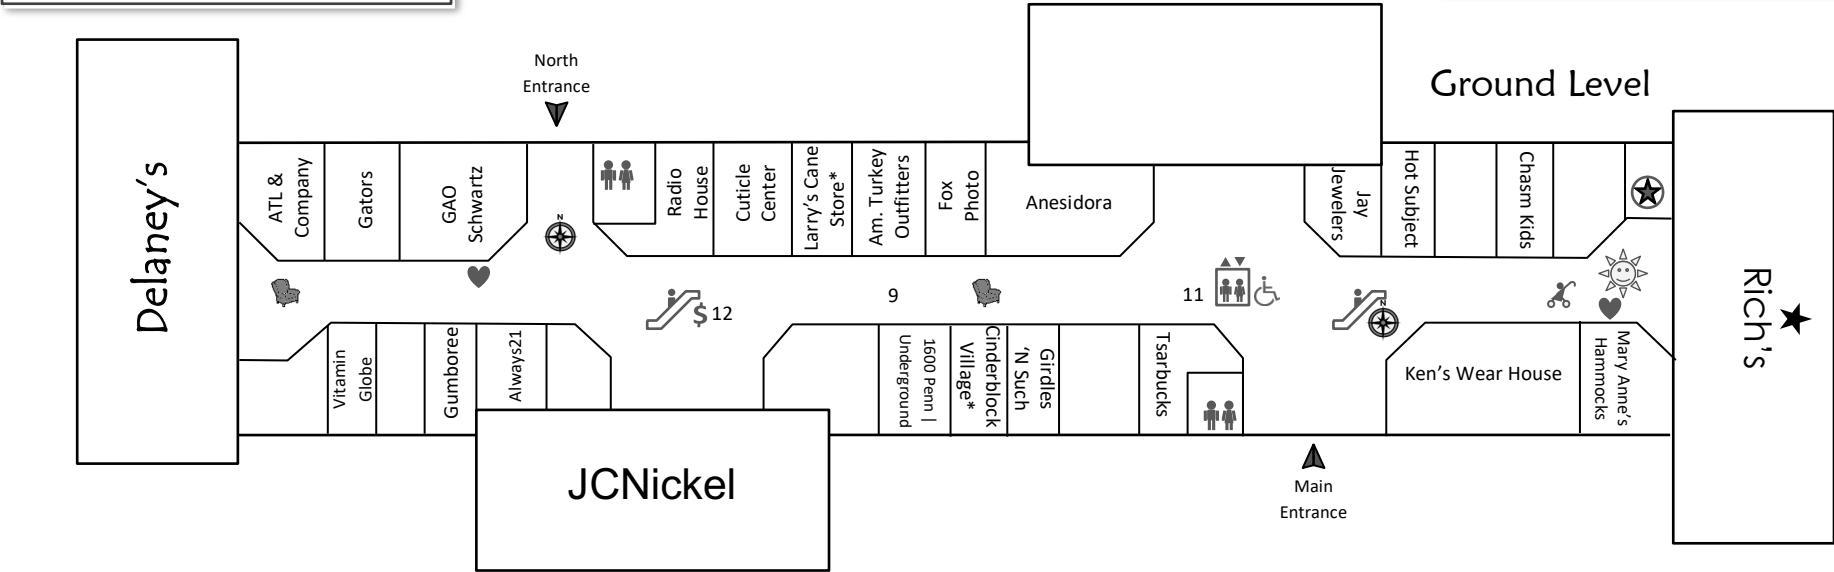 North
Entrance
Ground Level
Delaney's
ATL &
Company
Gators
GAO
Schwartz
N
Radio
House
Cuticle
Center
Larry's Cane
Store*
Am. Turkey
Outfitters
Fox
Photo
Anesidora
Jay
Jewelers
Hot Subject
Chasm Kids
Rich's
$ 12
9
11
N
Vitamin
Globe
Gumboree
Always21
1600 Penn |
Underground
Cinderblock
Village*
Girdles
'N Such
Tsarbucks
Ken's Wear House
Mary Anne's
Hammocks
JCNickel
Main
Entrance